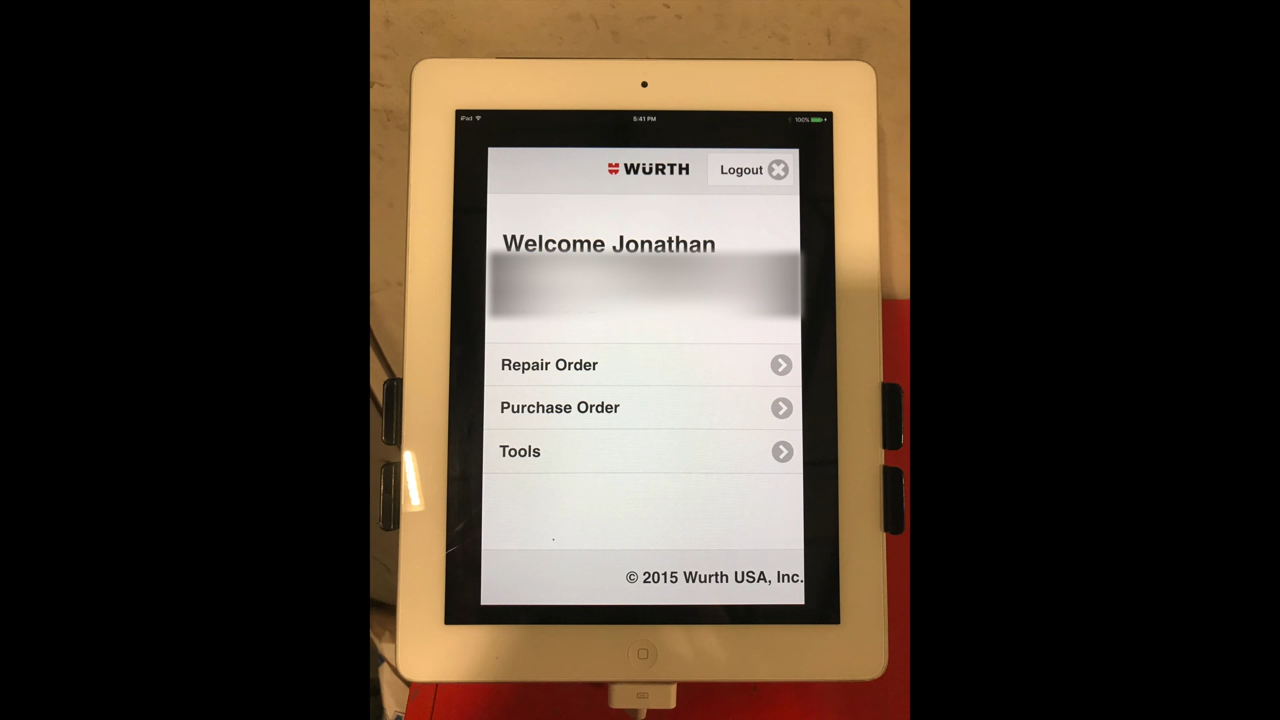 iPad
5:41 PM
100%
WÜRTH
Logout
Welcome Jonathan
Repair Order
Purchase Order
Tools
© 2015 Wurth USA, Inc.